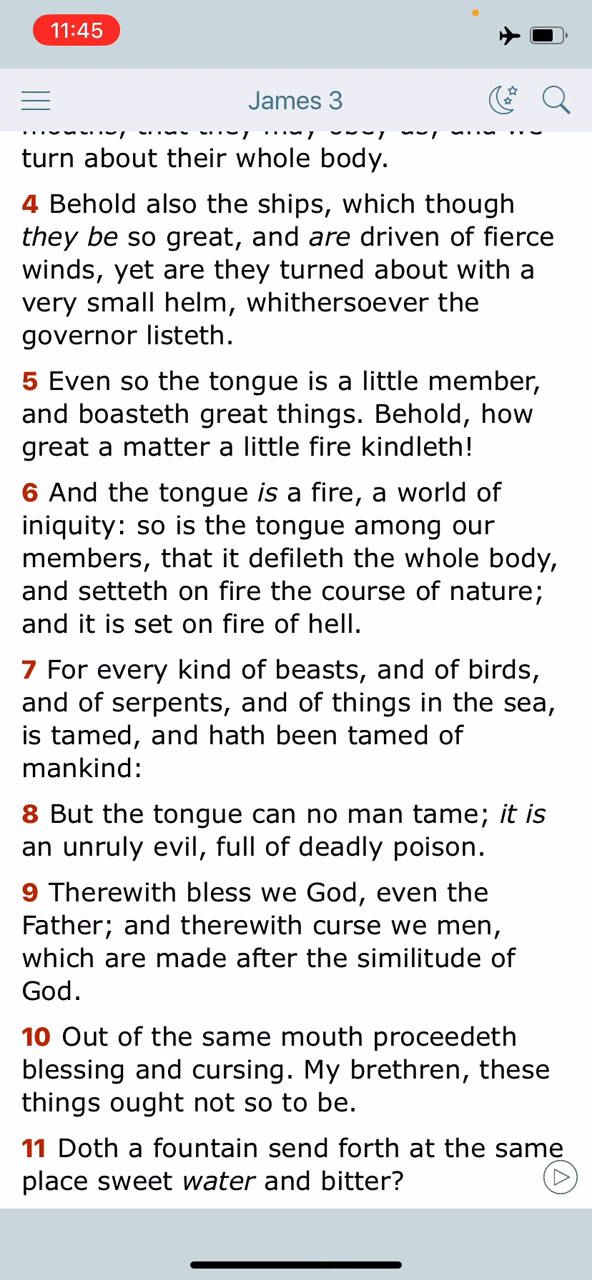 11:45
James 3
mouths, that they may obey us; and we
turn about their whole body.
4 Behold also the ships, which though
they be so great, and are driven of fierce
winds, yet are they turned about with a
very small helm, whithersoever the
governor listeth.
5 Even so the tongue is a little member,
and boasteth great things. Behold, how
great a matter a little fire kindleth!
6 And the tongue is a fire, a world of
iniquity: so is the tongue among our
members, that it defileth the whole body,
and setteth on fire the course of nature;
and it is set on fire of hell.
7 For every kind of beasts, and of birds,
and of serpents, and of things in the sea,
is tamed, and hath been tamed of
mankind:
8 But the tongue can no man tame; it is
an unruly evil, full of deadly poison.
9 Therewith bless we God, even the
Father; and therewith curse we men,
which are made after the similitude of
God.
10 Out of the same mouth proceedeth
blessing and cursing. My brethren, these
things ought not so to be.
11 Doth a fountain send forth at the same
place sweet water and bitter?